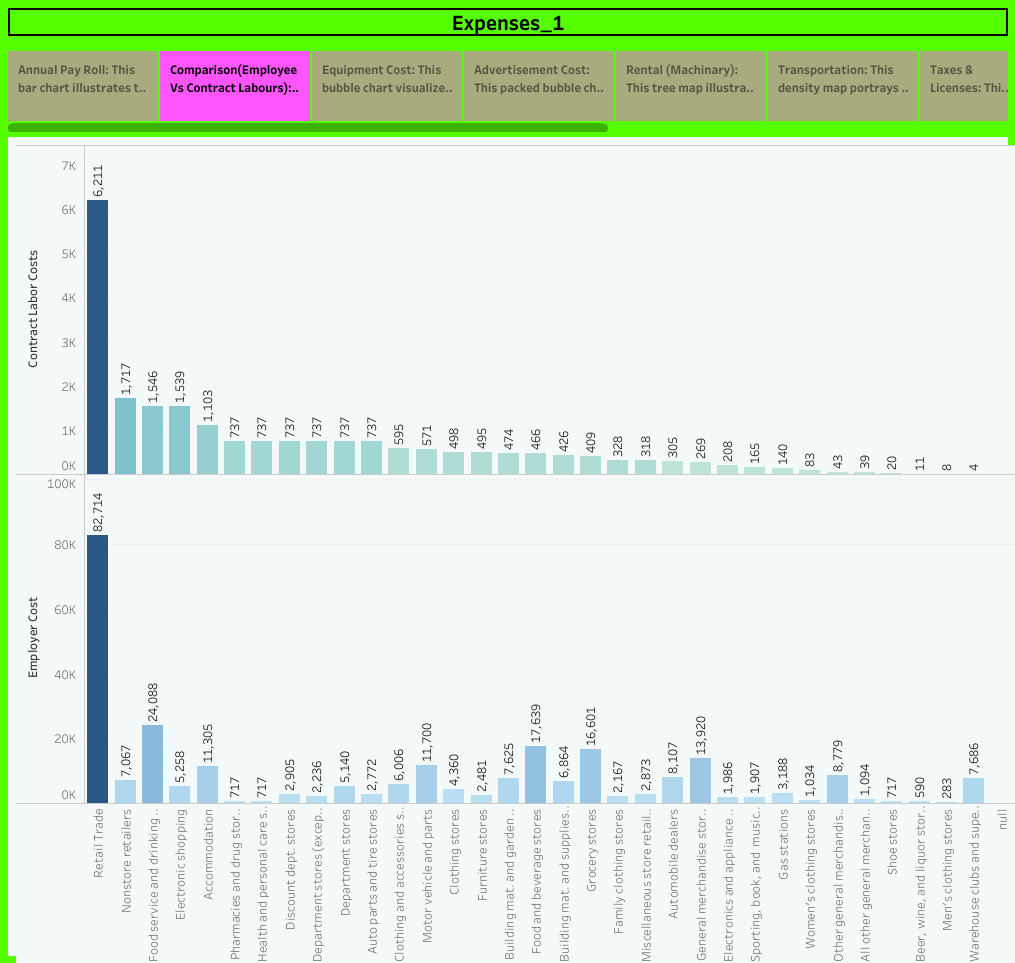 Expenses_1
Annual Pay Roll: This
bar chart illustrates t..
Comparison(Employee
Vs Contract Labours):..
Equipment Cost: This
bubble chart visualize..
Advertisement Cost:
This packed bubble ch..
Rental (Machinary):
This tree map illustra..
Transportation: This
density map portrays ..
Taxes &
Licenses: Thi..
Contract Labor Costs
7K
6K
5K
4K
3K
2K
1K
0K
6,211
1,717
1,546
1,539
1,103
737
737
737
737
737
737
595
571
498
495
474
466
426
409
328
318
305
269
208
165
140
83
43
39
20
11
8
4
Employer Cost
100K
80K
60K
40K
20K
0K
82,714
7,067
24,088
5,258
11,305
717
717
2,905
2,236
5,140
2,772
6,006
11,700
4,360
2,481
7,625
17,639
6,864
16,601
2,167
2,873
8,107
13,920
1,986
1,907
3,188
1,034
8,779
1,094
717
590
283
7,686
Retail Trade
Nonstore retailers
Food service and drinking ..
Electronic shopping
Accommodation
Pharmacies and drug stor..
Health and personal care s..
Discount dept. stores
Department stores (excep..
Department stores
Auto parts and tire stores
Clothing and accessories s..
Motor vehicle and parts
Clothing stores
Furniture stores
Building mat. and garden ..
Food and beverage stores
Building mat. and supplies..
Grocery stores
Family clothing stores
Miscellaneous store retail..
Automobile dealers
General merchandise stor..
Electronics and appliance ..
Sporting, book, and music..
Gas stations
Women's clothing stores
Other general merchandis..
All other general merchan..
Shoe stores
Beer, wine, and liquor stor..
Men's clothing stores
Warehouse clubs and supe..
null